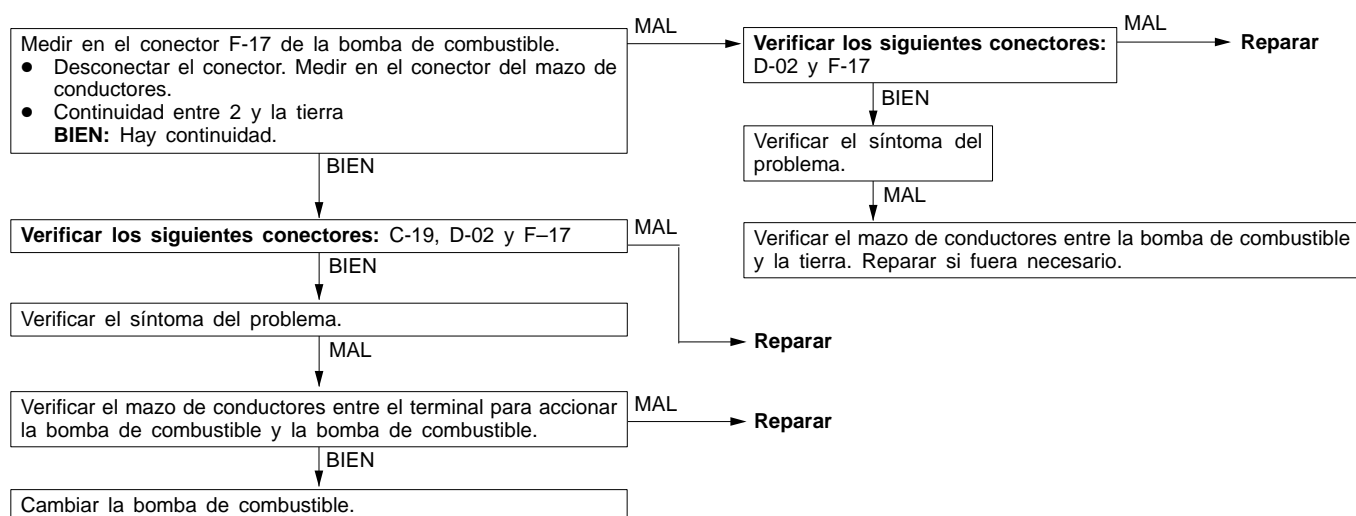 Medir en el conector F-17 de la bomba de combustible.
● Desconectar el conector. Medir en el conector del mazo de
conductores.
● Continuidad entre 2 y la tierra
BIEN: Hay continuidad.
MAL
Verificar los siguientes conectores:
D-02 y F-17
MAL
Reparar
BIEN
Verificar el síntoma del
problema.
MAL
Verificar el mazo de conductores entre la bomba de combustible
y la tierra. Reparar si fuera necesario.
BIEN
Verificar los siguientes conectores: C-19, D-02 y F–17
MAL
Reparar
BIEN
Verificar el síntoma del problema.
MAL
Verificar el mazo de conductores entre el terminal para accionar
la bomba de combustible y la bomba de combustible.
MAL
Reparar
BIEN
Cambiar la bomba de combustible.